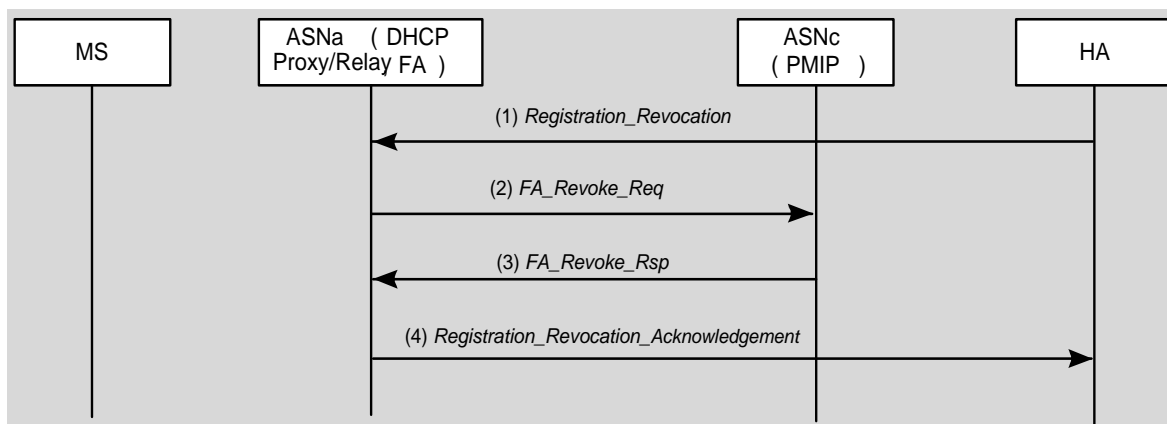 MS
ASNa ( DHCP
Proxy/Relay, FA )
ASNc
( PMIP )
HA
(1) Registration_Revocation
(2) FA_Revoke_Req
(3) FA_Revoke_Rsp
(4) Registration_Revocation_Acknowledgement